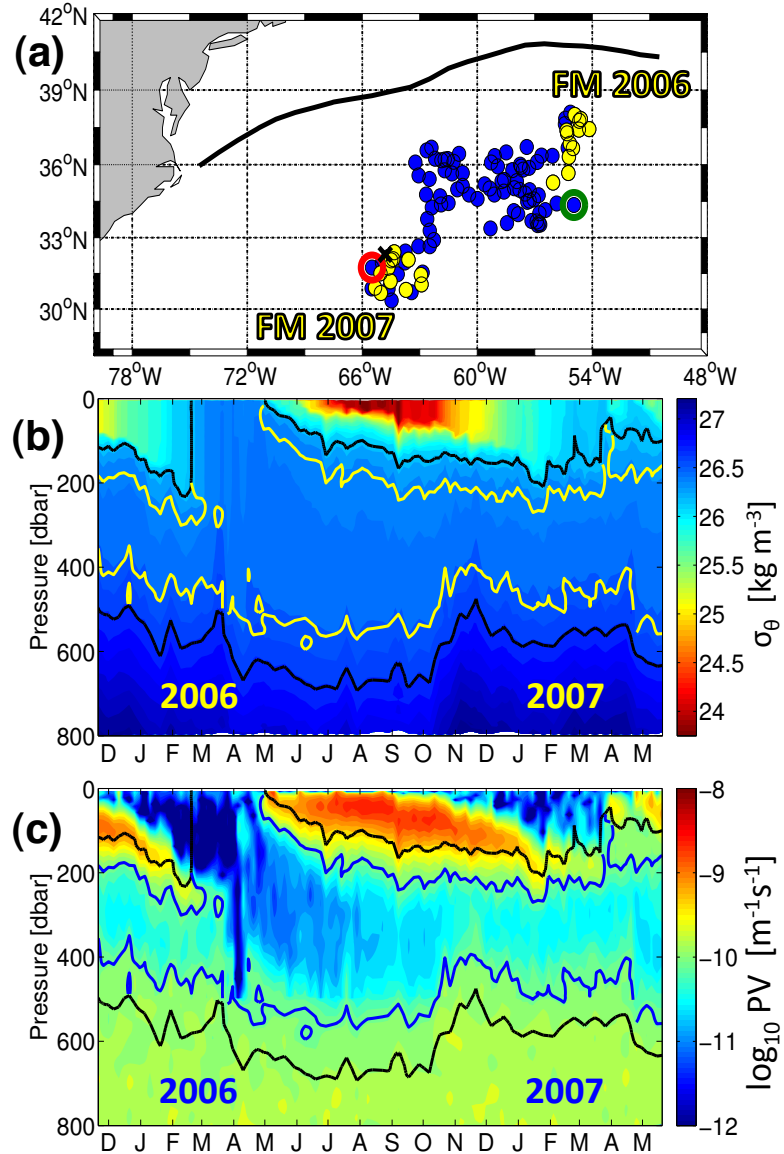 (a)
42°N
39°N
36°N
33°N
30°N
FM 2006
FM 2007
78°W 72°W 66°W 60°W 54°W 48°W
(b)
Pressure [dbar]
0
200
400
600
800
2006
2007
D J F M A M J J A S O N D J F M A M
27
26.5
26
25.5
25
24.5
24
σθ [kg m-3]
(c)
Pressure [dbar]
0
200
400
600
800
2006
2007
D J F M A M J J A S O N D J F M A M
−8
−9
−10
−11
−12
log10 PV [m-1s-1]